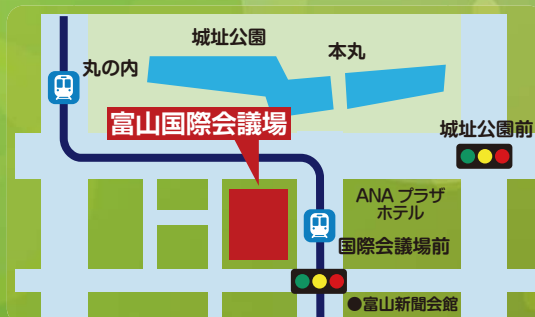 城址公園
本丸
丸の内
富山国際会議場
城址公園前
ANA プラザ
ホテル
国際会議場前
●富山新聞会館